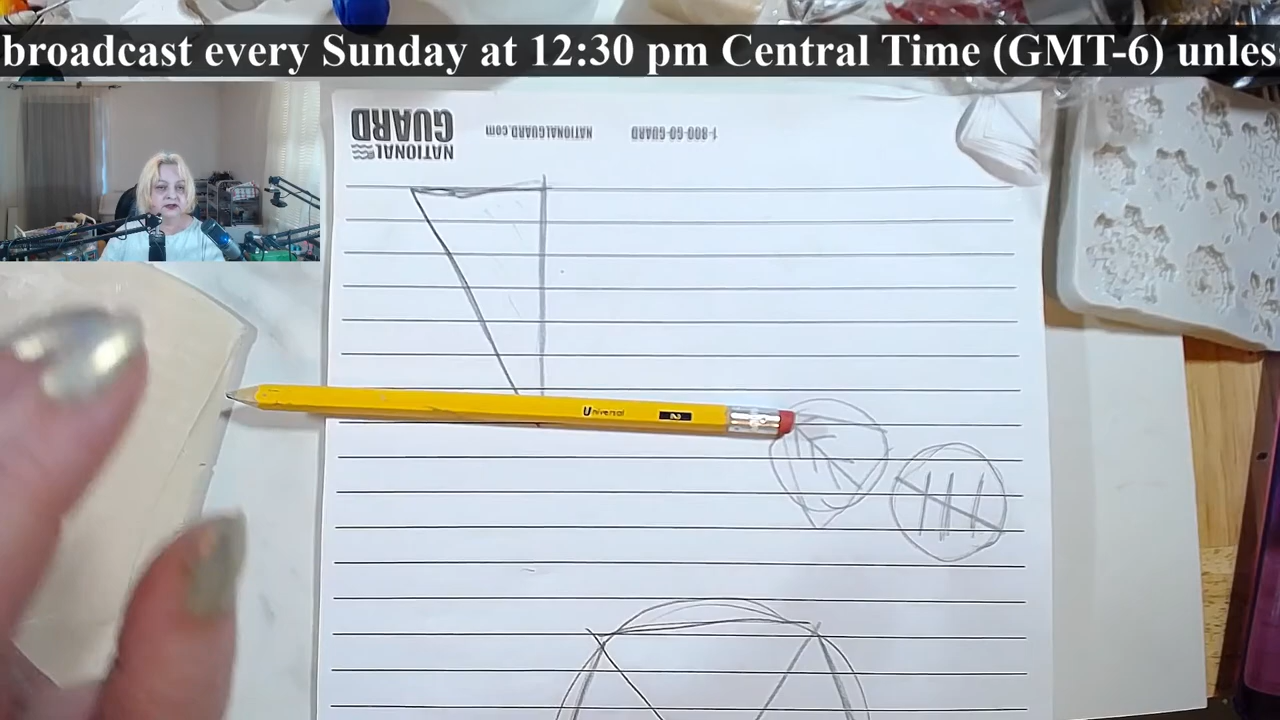 broadcast every Sunday at 12:30 pm Central Time (GMT-6) unles
NATIONAL
GUARD
NATIONALGUARD.com
1-800-GO-GUARD
Universal
2